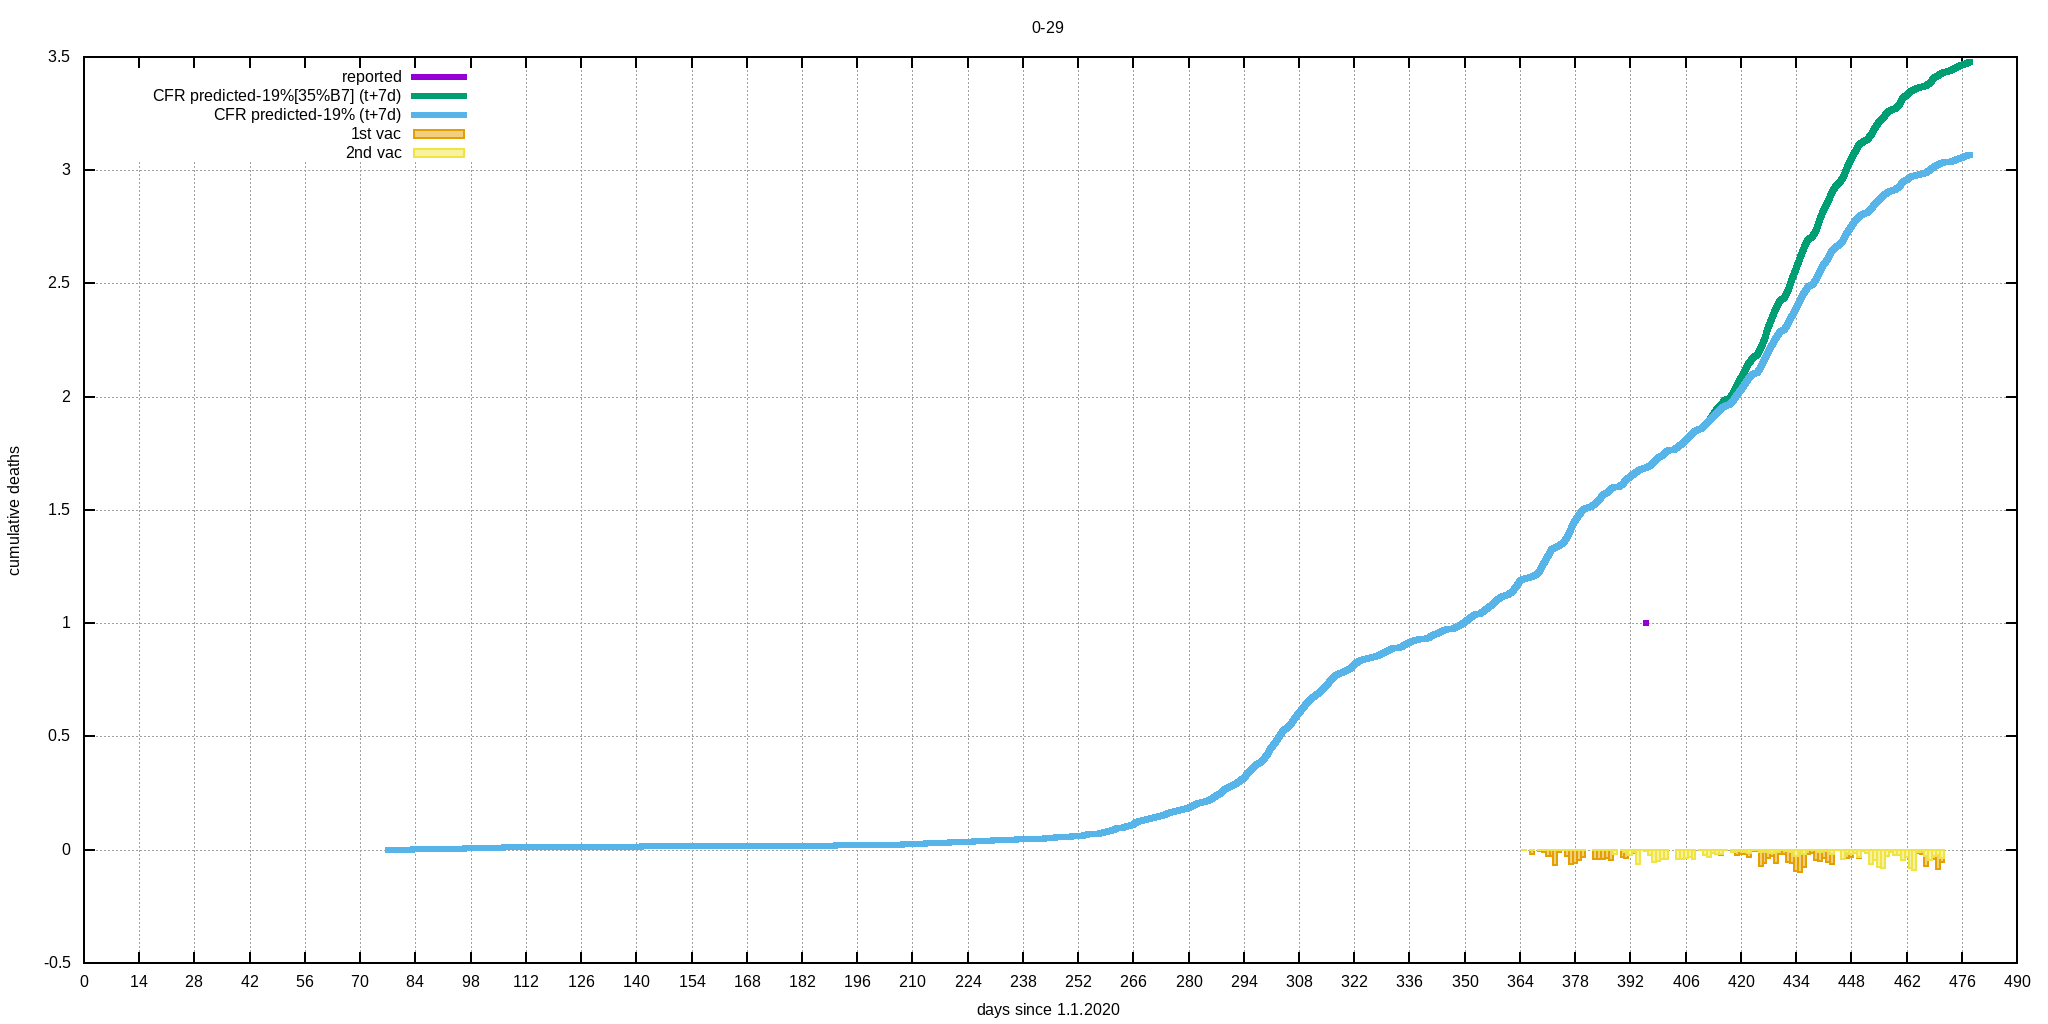 0-29
3.5
3
2.5
2
1.5
1
0.5
0
-0.5
reported
CFR predicted-19%[35%B7] (t+7d)
CFR predicted-19% (t+7d)
1st vac
2nd vac
cumulative deaths
0 14 28 42 56 70 84 98 112 126 140 154 168 182 196 210 224 238 252 266 280 294 308 322 336 350 364 378 392 406 420 434 448 462 476 490
days since 1.1.2020